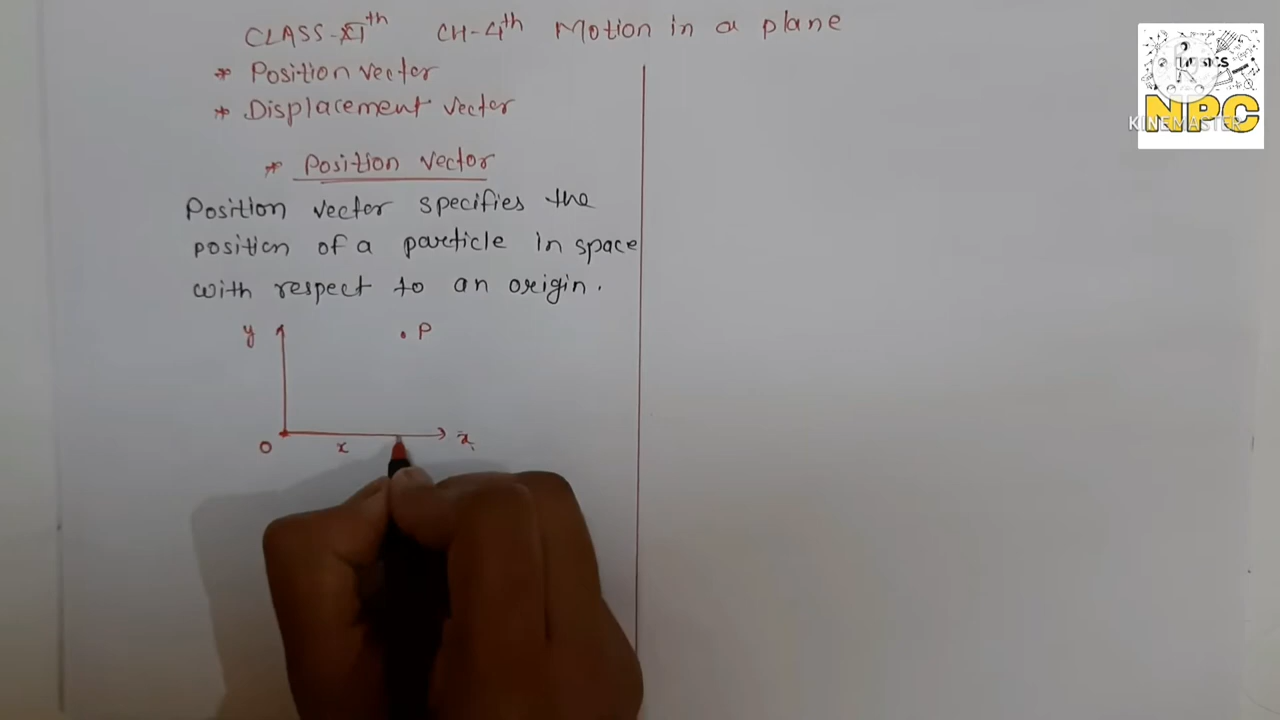 CLASS-XIth CH-4th Motion in a plane
* Position vector
* Displacement vector
* Position vector
Position vector specifies the
position of a particle in space
with respect to an origin.
y
P
O
x
x
PHYSICS
NPC
KINEMASTER